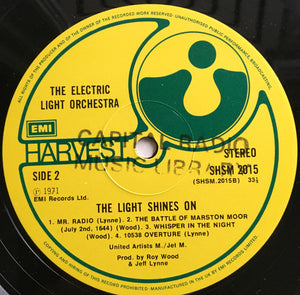 ALL RIGHTS OF THE MANUFACTURER AND OF THE OWNER OF THE RECORDED WORK RESERVED. UNAUTHORISED PUBLIC PERFORMANCE, BROADCASTING
AND COPYING OF THIS RECORD PROHIBITED. MANUFACTURED IN THE UK BY EMI RECORDS LIMITED.
THE ELECTRIC
LIGHT ORCHESTRA
EMI
HARVEST
CAPITAL RADIO
MUSIC LIBRARY
STEREO
SHSM 2015
(SHSM.2015B) 33⅓
SIDE 2
℗ 1971
EMI Records Ltd.
THE LIGHT SHINES ON
1. MR. RADIO (Lynne). 2. THE BATTLE OF MARSTON MOOR
(July 2nd, 1644) (Wood). 3. WHISPER IN THE NIGHT
(Wood). 4. 10538 OVERTURE (Lynne)
United Artists M./Jet M.
Prod. by Roy Wood
& Jeff Lynne